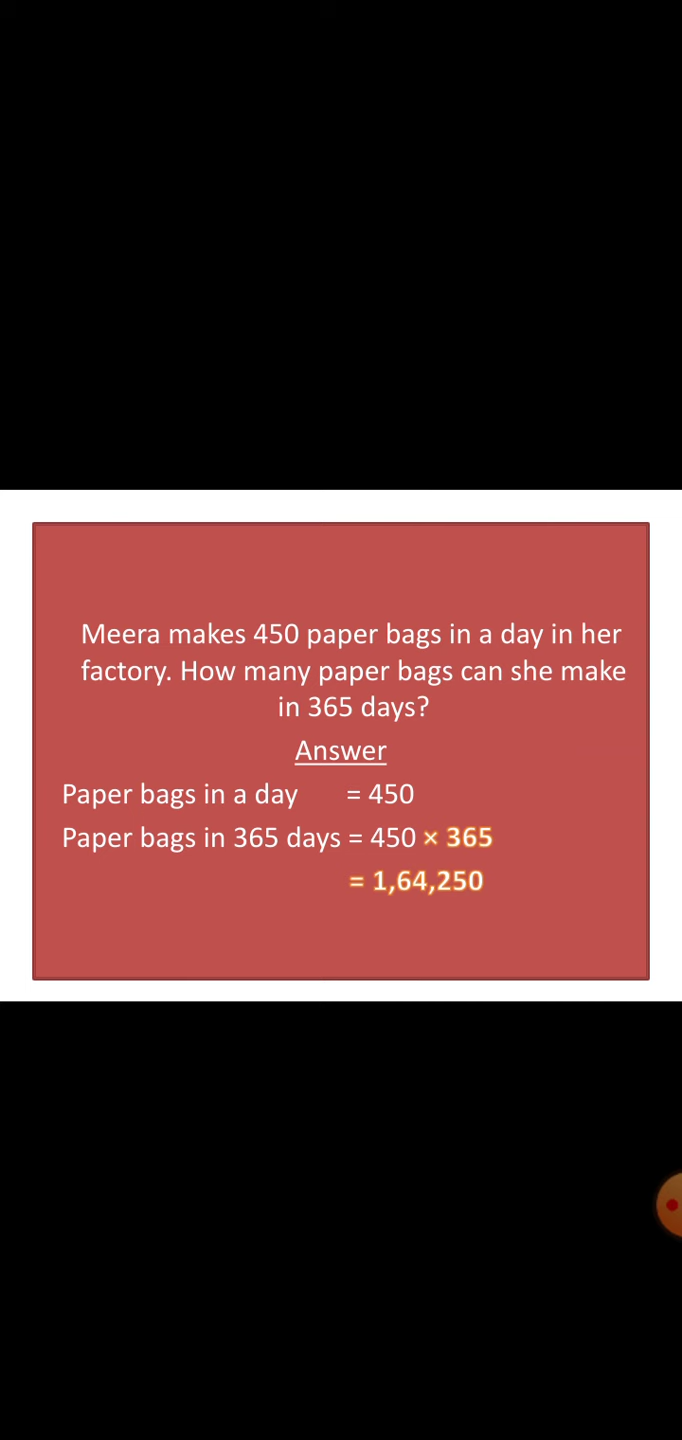 Meera makes 450 paper bags in a day in her
factory. How many paper bags can she make
in 365 days?
Answer
Paper bags in a day = 450
Paper bags in 365 days = 450 × 365
= 1,64,250